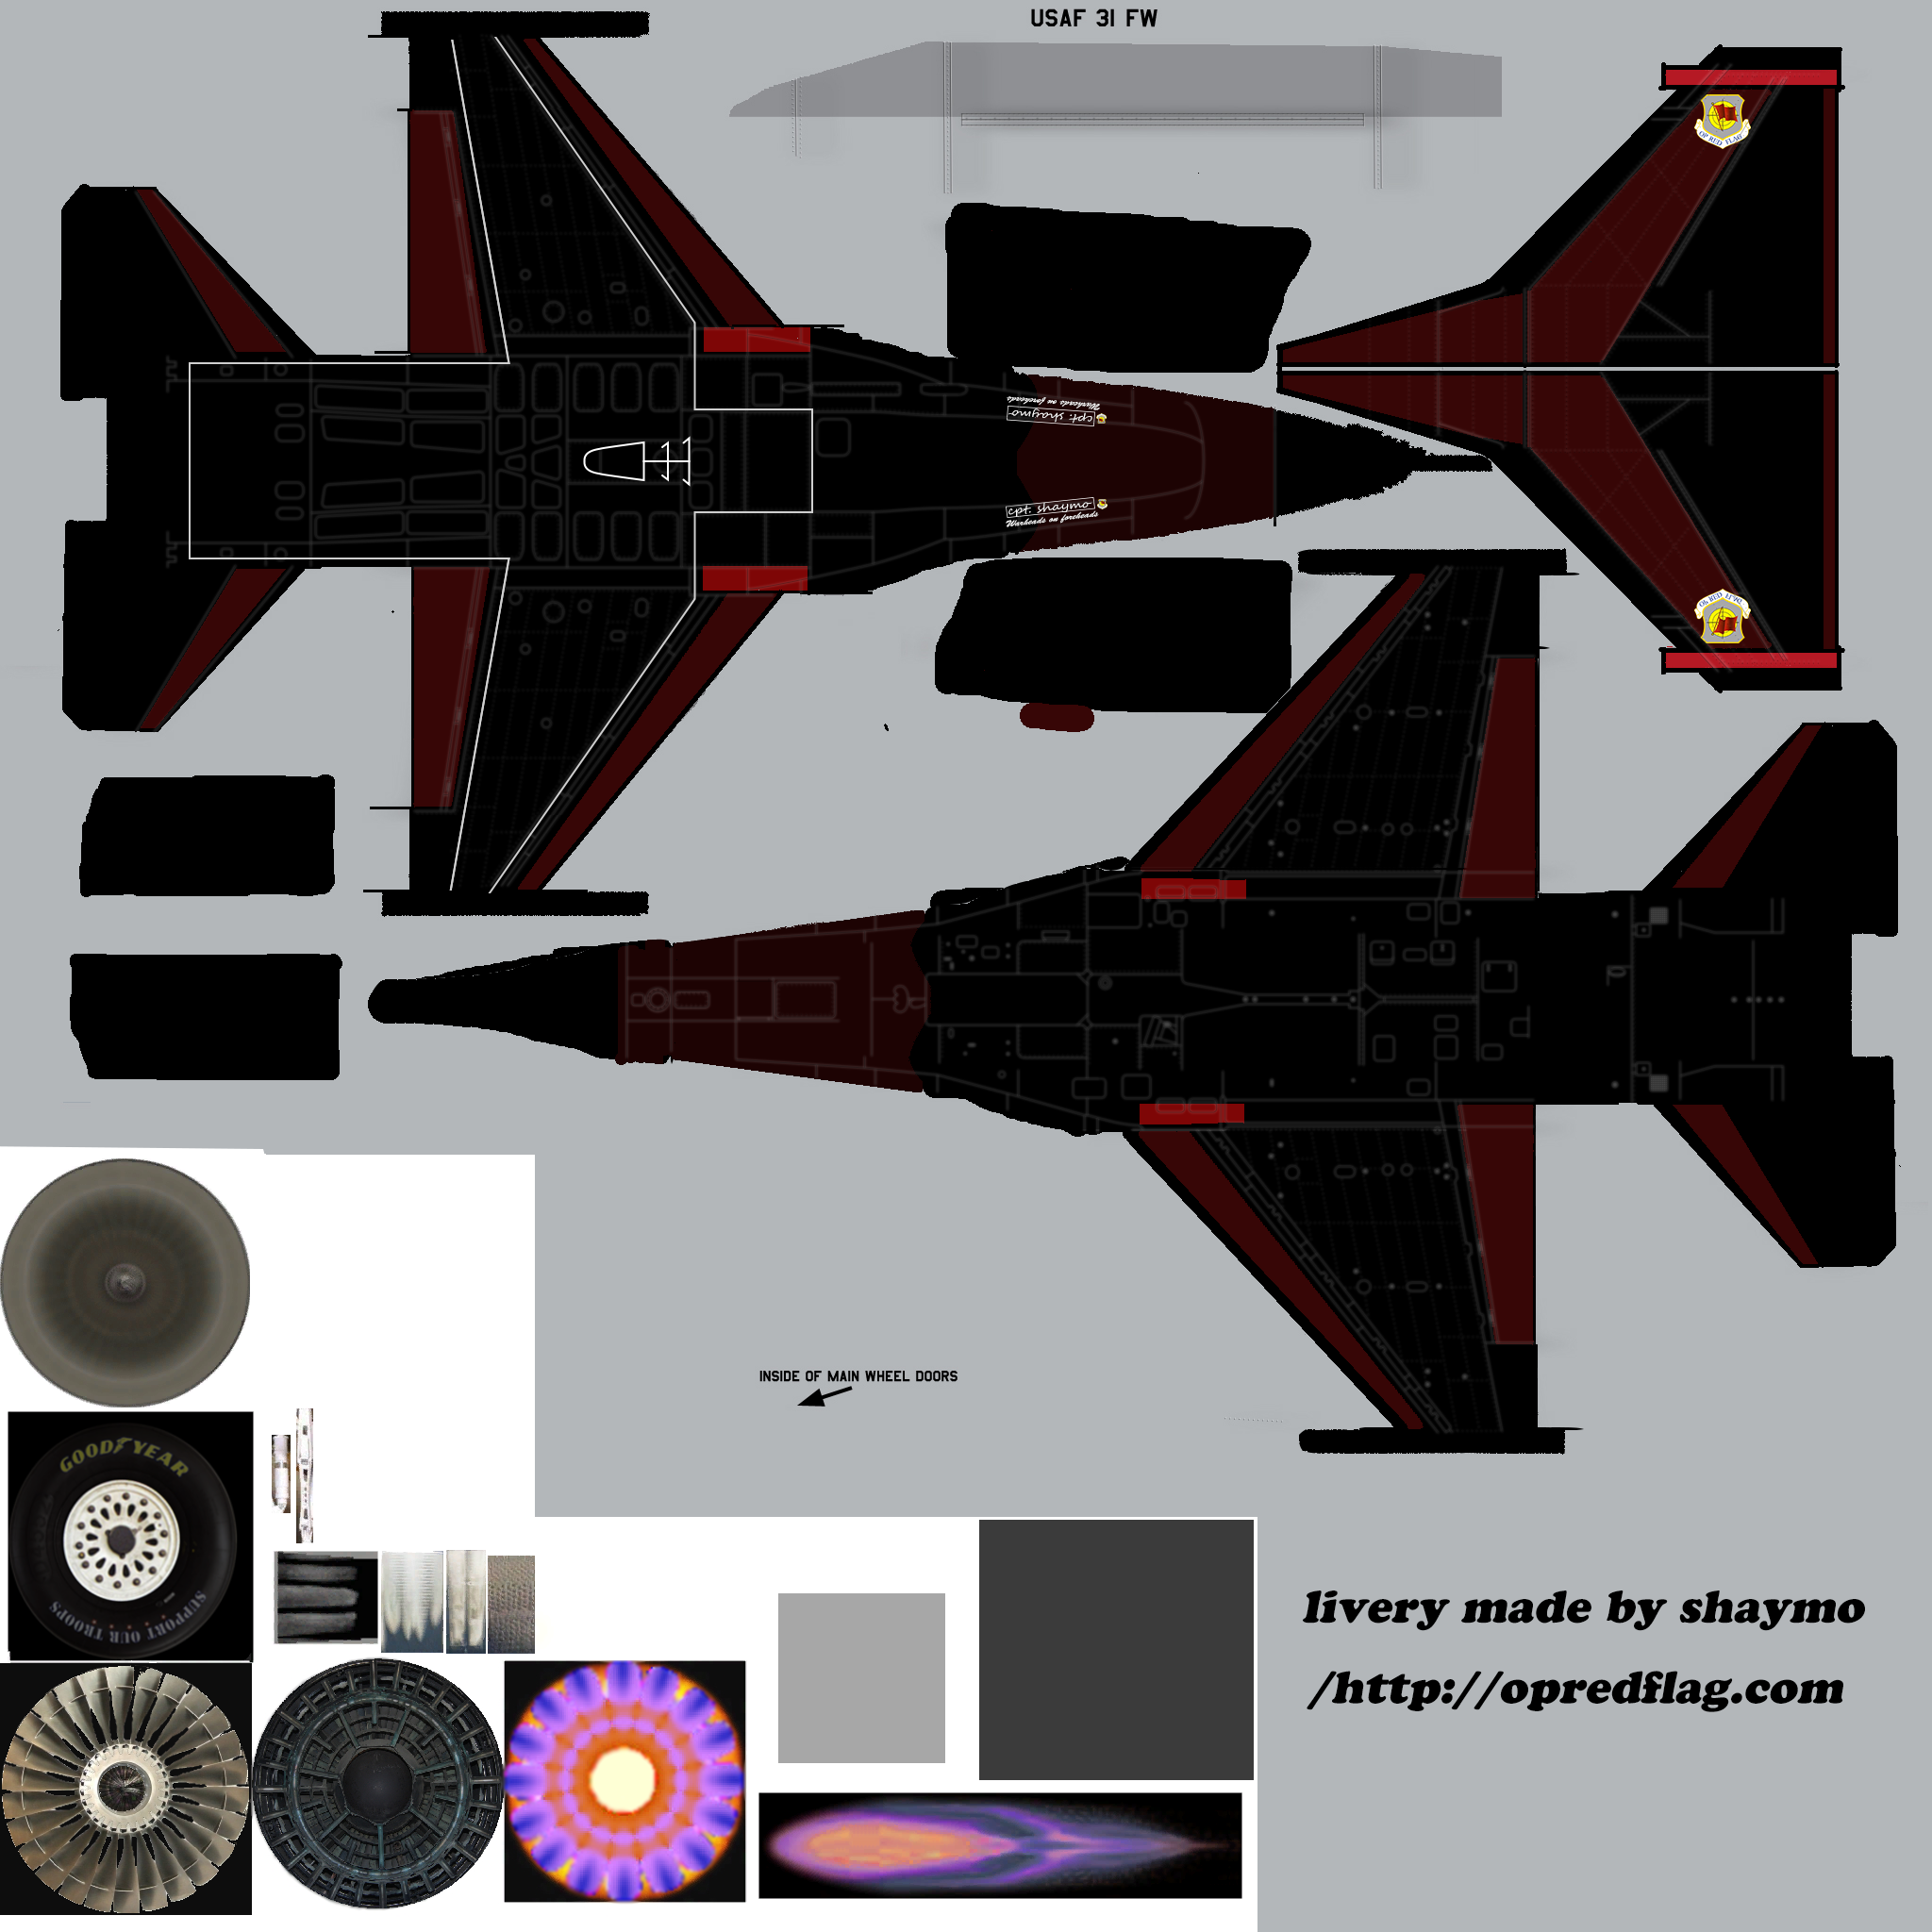 USAF 31 FW
OP RED FLAG
Warheads on foreheads
cpt. shaymo
cpt. shaymo
Warheads on foreheads
OP RED FLAG
INSIDE OF MAIN WHEEL DOORS
GOODYEAR
SUPPORT OUR TROOPS
livery made by shaymo
/http://opredflag.com